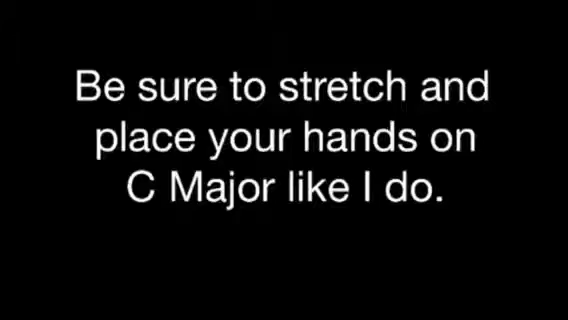 Be sure to stretch and
place your hands on
C Major like I do.